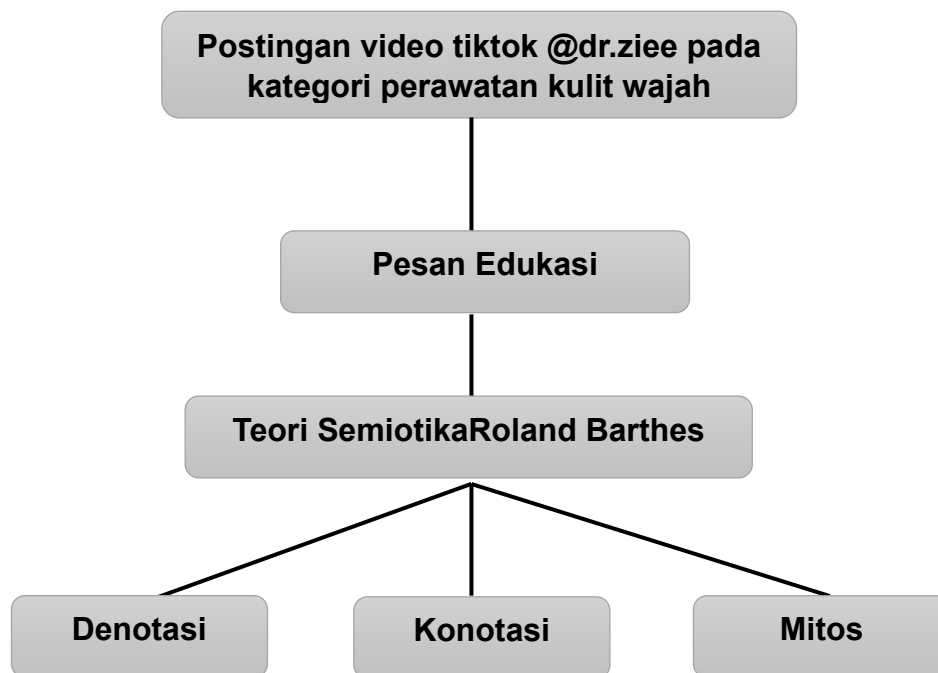 Postingan video tiktok @dr.ziee pada
kategori perawatan kulit wajah
Pesan Edukasi
Teori SemiotikaRoland Barthes
Denotasi
Konotasi
Mitos